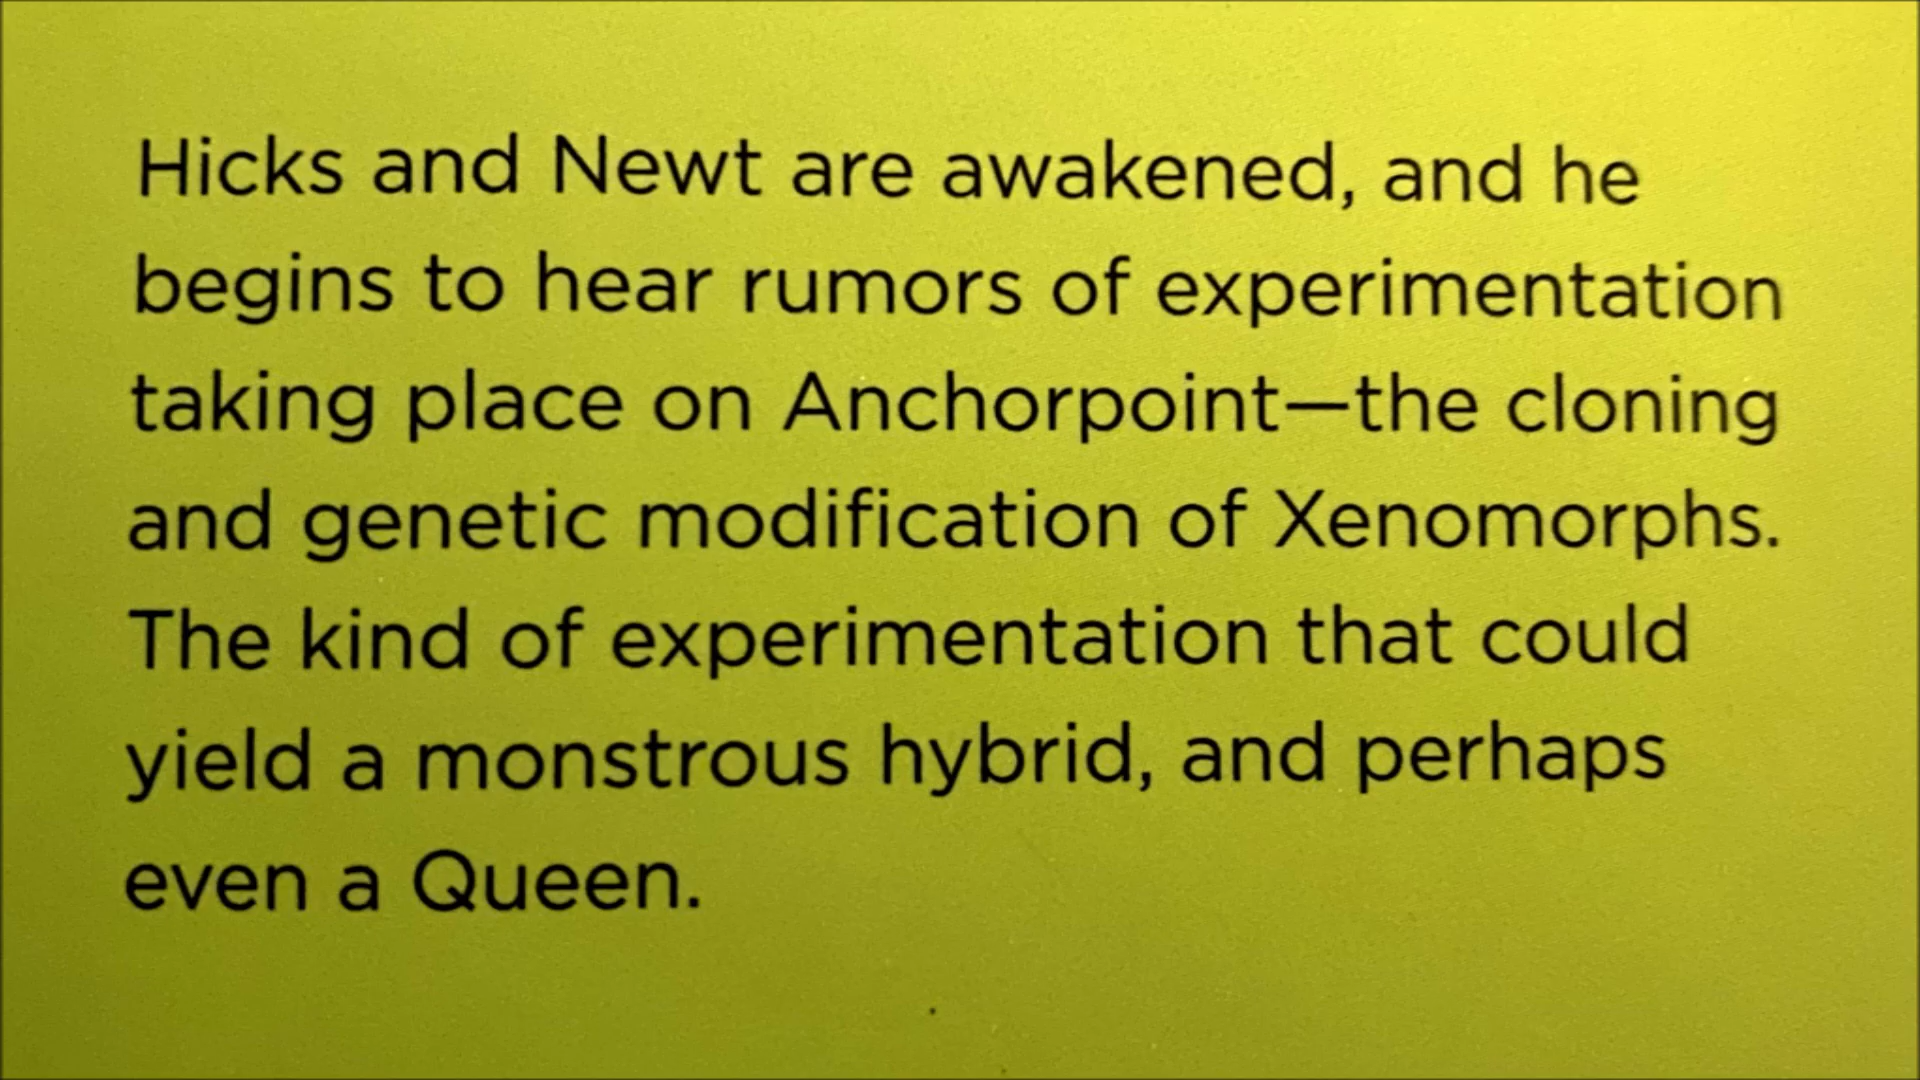 Hicks and Newt are awakened, and he
begins to hear rumors of experimentation
taking place on Anchorpoint—the cloning
and genetic modification of Xenomorphs.
The kind of experimentation that could
yield a monstrous hybrid, and perhaps
even a Queen.